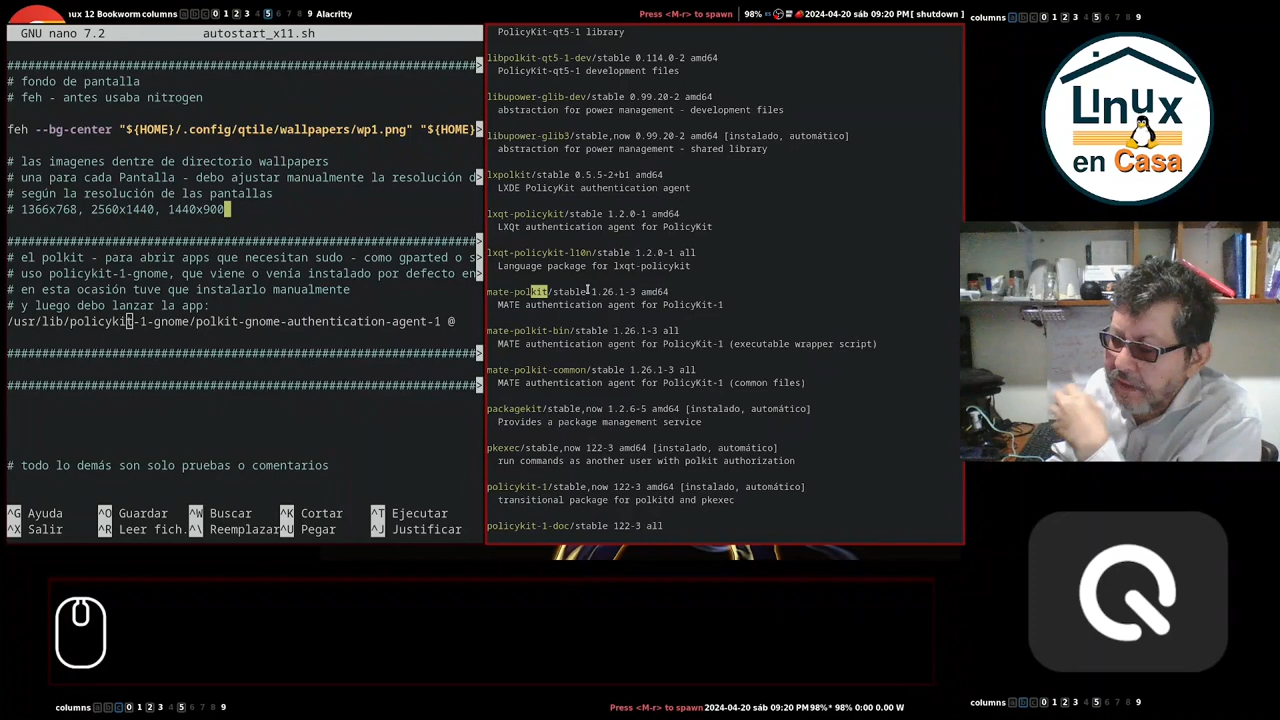 ux 12 Bookworm columns a b c 0 1 2 3 4 5 6 7 8 9 Alacritty
Press <M-r> to spawn 98% ES 2024-04-20 sáb 09:20 PM [ shutdown ]
columns a b c 0 1 2 3 4 5 6 7 8 9
GNU nano 7.2 autostart_x11.sh
###########################################################>
# fondo de pantalla
# feh - antes usaba nitrogen
feh --bg-center "${HOME}/.config/qtile/wallpapers/wp1.png" "${HOME}>
# las imagenes dentre de directorio wallpapers
# una para cada Pantalla - debo ajustar manualmente la resolución d>
# según la resolución de las pantallas
# 1366x768, 2560x1440, 1440x900
###########################################################>
# el polkit - para abrir apps que necesitan sudo - como gparted o s>
# uso policykit-1-gnome, que viene o venía instalado por defecto en>
# en esta ocasión tuve que instalarlo manualmente
# y luego debo lanzar la app:
/usr/lib/policykit-1-gnome/polkit-gnome-authentication-agent-1 @
###########################################################>
###########################################################>
# todo lo demás son solo pruebas o comentarios
^G Ayuda ^O Guardar ^W Buscar ^K Cortar ^T Ejecutar
^X Salir ^R Leer fich. ^\ Reemplazar ^U Pegar ^J Justificar
PolicyKit-qt5-1 library
libpolkit-qt5-1-dev/stable 0.114.0-2 amd64
PolicyKit-qt5-1 development files
libupower-glib-dev/stable 0.99.20-2 amd64
abstraction for power management - development files
libupower-glib3/stable,now 0.99.20-2 amd64 [instalado, automático]
abstraction for power management - shared library
lxpolkit/stable 0.5.5-2+b1 amd64
LXDE PolicyKit authentication agent
lxqt-policykit/stable 1.2.0-1 amd64
LXQt authentication agent for PolicyKit
lxqt-policykit-l10n/stable 1.2.0-1 all
Language package for lxqt-policykit
mate-polkit/stable 1.26.1-3 amd64
MATE authentication agent for PolicyKit-1
mate-polkit-bin/stable 1.26.1-3 all
MATE authentication agent for PolicyKit-1 (executable wrapper script)
mate-polkit-common/stable 1.26.1-3 all
MATE authentication agent for PolicyKit-1 (common files)
packagekit/stable,now 1.2.6-5 amd64 [instalado, automático]
Provides a package management service
pkexec/stable,now 122-3 amd64 [instalado, automático]
run commands as another user with polkit authorization
policykit-1/stable,now 122-3 amd64 [instalado, automático]
transitional package for polkitd and pkexec
policykit-1-doc/stable 122-3 all
Linux
en Casa
columns a b c 0 1 2 3 4 5 6 7 8 9
Press <M-r> to spawn 2024-04-20 sáb 09:20 PM 98%* 98% 0:00 0.00 W
columns a b c 0 1 2 3 4 5 6 7 8 9